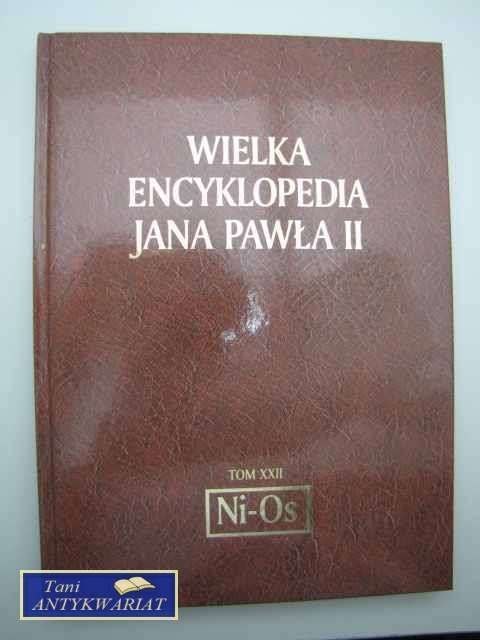 WIELKA
ENCYKLOPEDIA
JANA PAWŁA II
TOM XXII
Ni-Os
Tani
ANTYKWARIAT